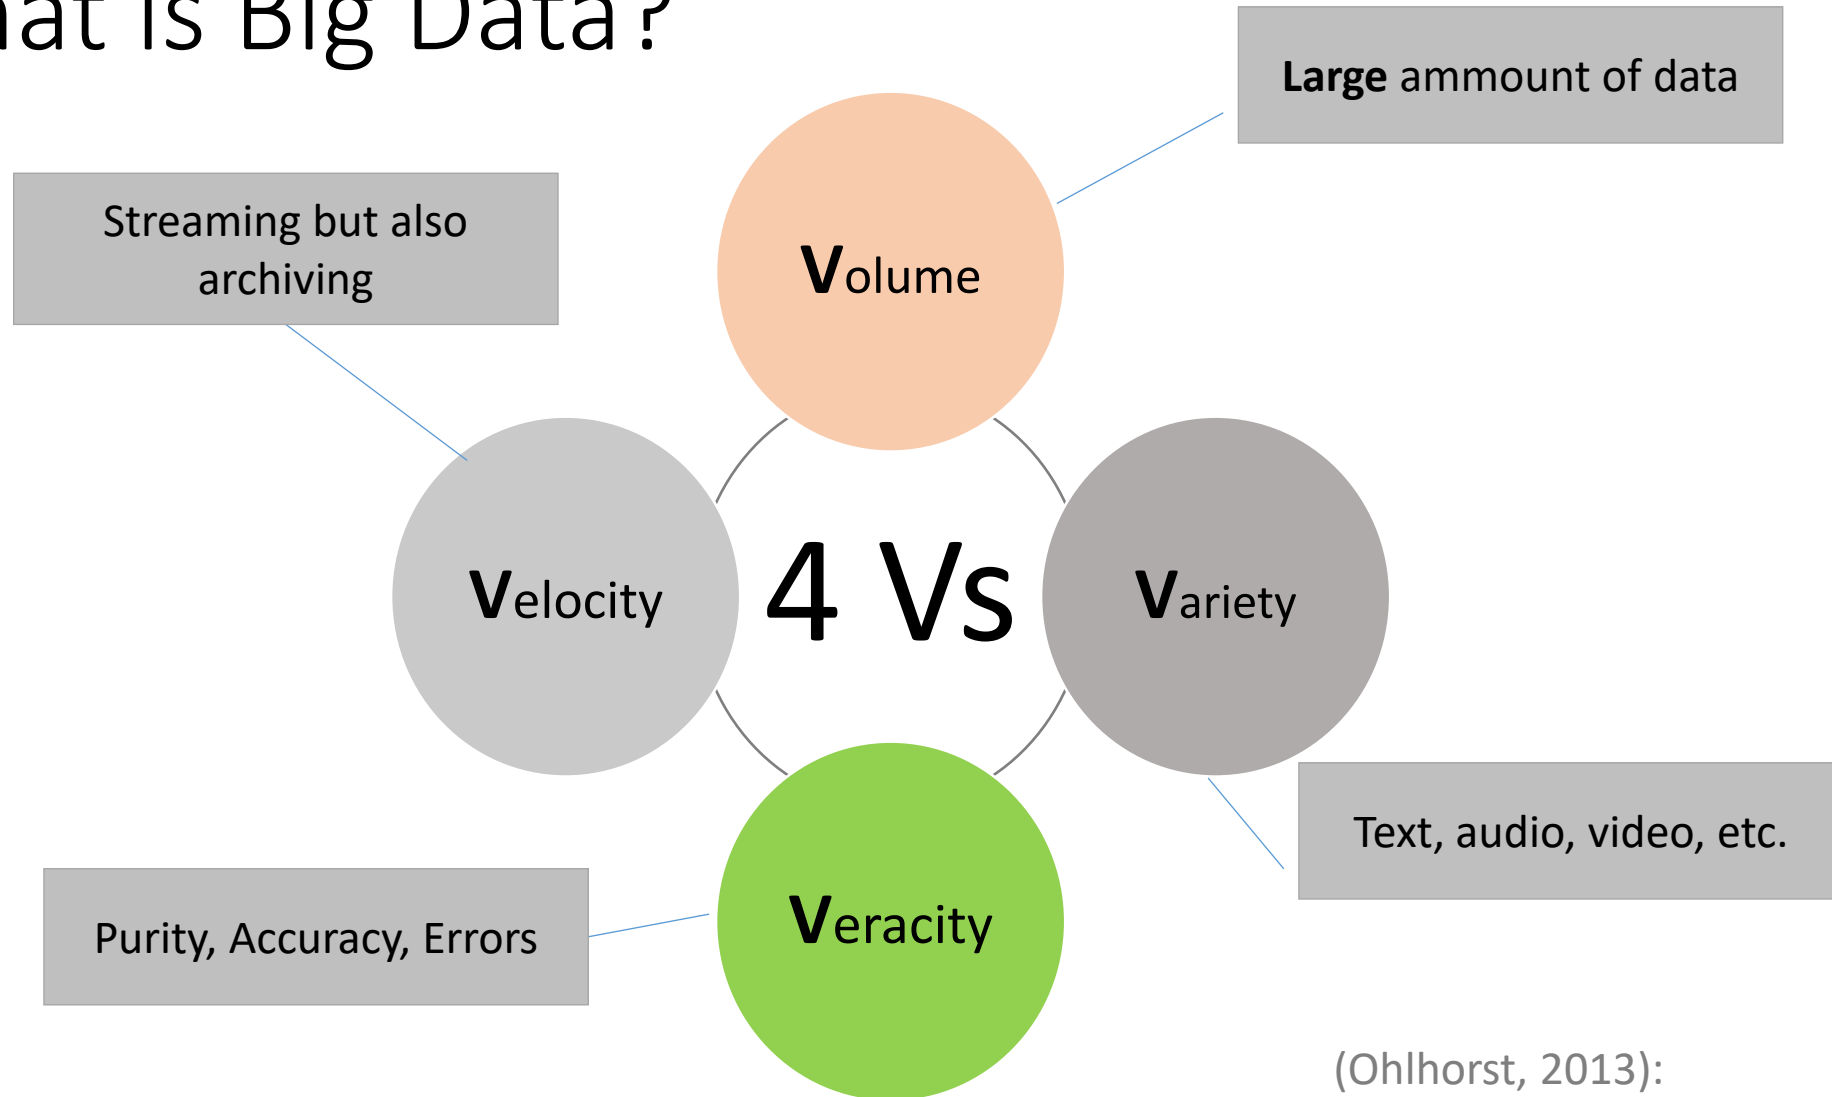 hat is Big Data?
Large ammount of data
Streaming but also
archiving
Volume
Velocity
4 Vs
Variety
Text, audio, video, etc.
Veracity
Purity, Accuracy, Errors
(Ohlhorst, 2013):